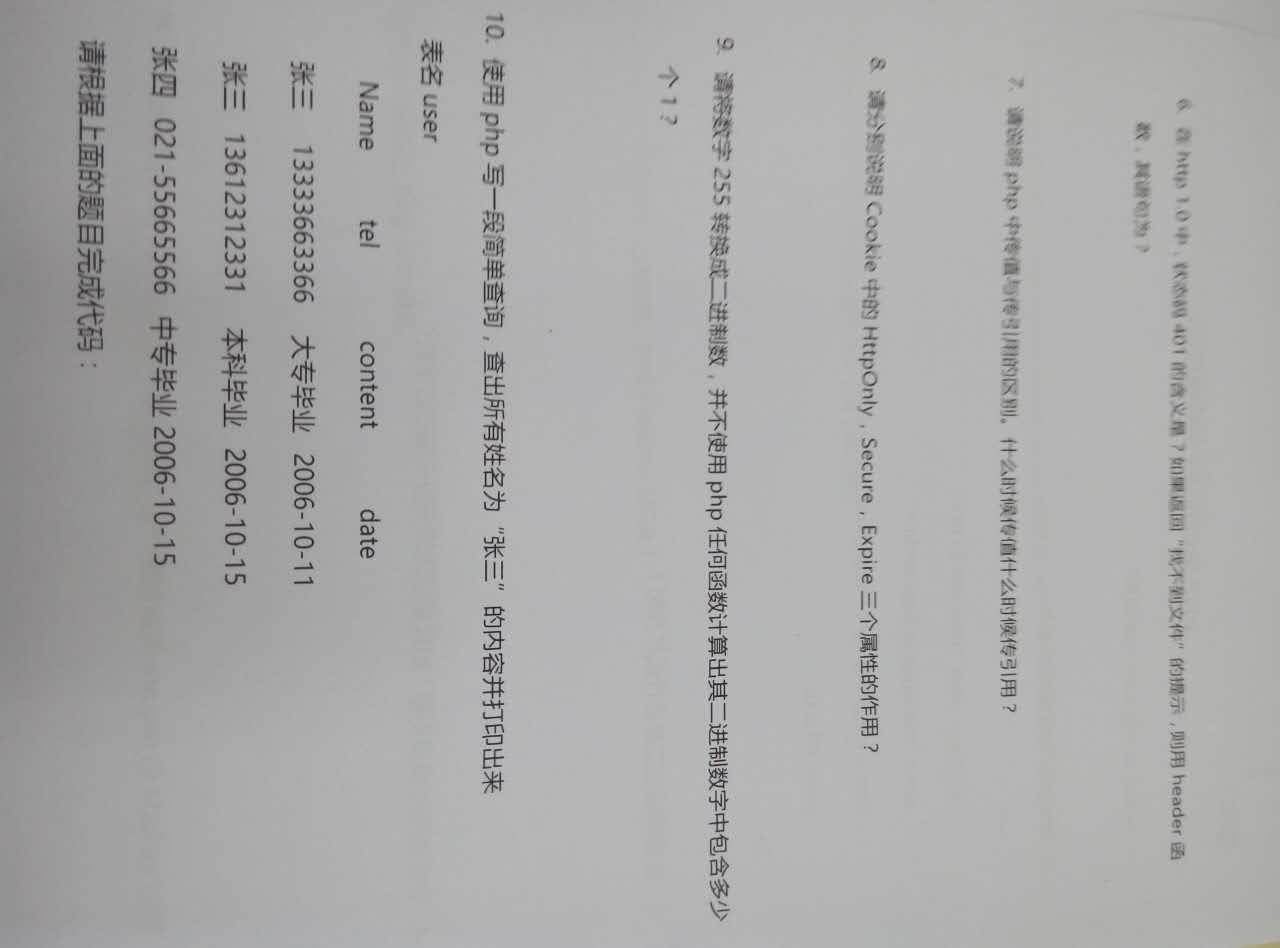 6. 在 http 1.0 中，状态码 401 的含义是？如果返回“找不到文件”的提示，则用 header 函
数，其语句为？
7. 请说明 php 中传值与传引用的区别。什么时候传值什么时候传引用？
8. 请分别说明 Cookie 中的 HttpOnly，Secure，Expire 三个属性的作用？
9. 请将数字 255 转换成二进制数，并不使用 php 任何函数计算出其二进制数字中包含多少
个 1？
10. 使用 php 写一段简单查询，查出所有姓名为“张三”的内容并打印出来
表名 user
Name tel content date
张三 13333663366 大专毕业 2006-10-11
张三 13612312331 本科毕业 2006-10-15
张四 021-55665566 中专毕业 2006-10-15
请根据上面的题目完成代码：